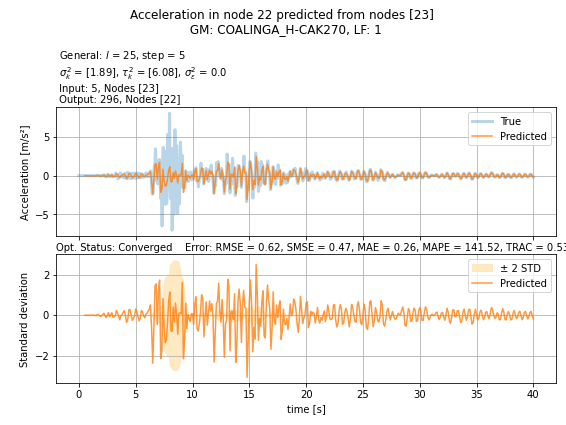 Acceleration in node 22 predicted from nodes [23]
GM: COALINGA_H-CAK270, LF: 1
General: l = 25, step = 5
σ²ₖ = [1.89], τ²ₖ = [6.08], σ²ε = 0.0
Input: 5, Nodes [23]
Output: 296, Nodes [22]
True
Predicted
Acceleration [m/s²]
5
0
−5
Opt. Status: Converged    Error: RMSE = 0.62, SMSE = 0.47, MAE = 0.26, MAPE = 141.52, TRAC = 0.53
± 2 STD
Predicted
Standard deviation
2
0
−2
0 5 10 15 20 25 30 35 40
time [s]